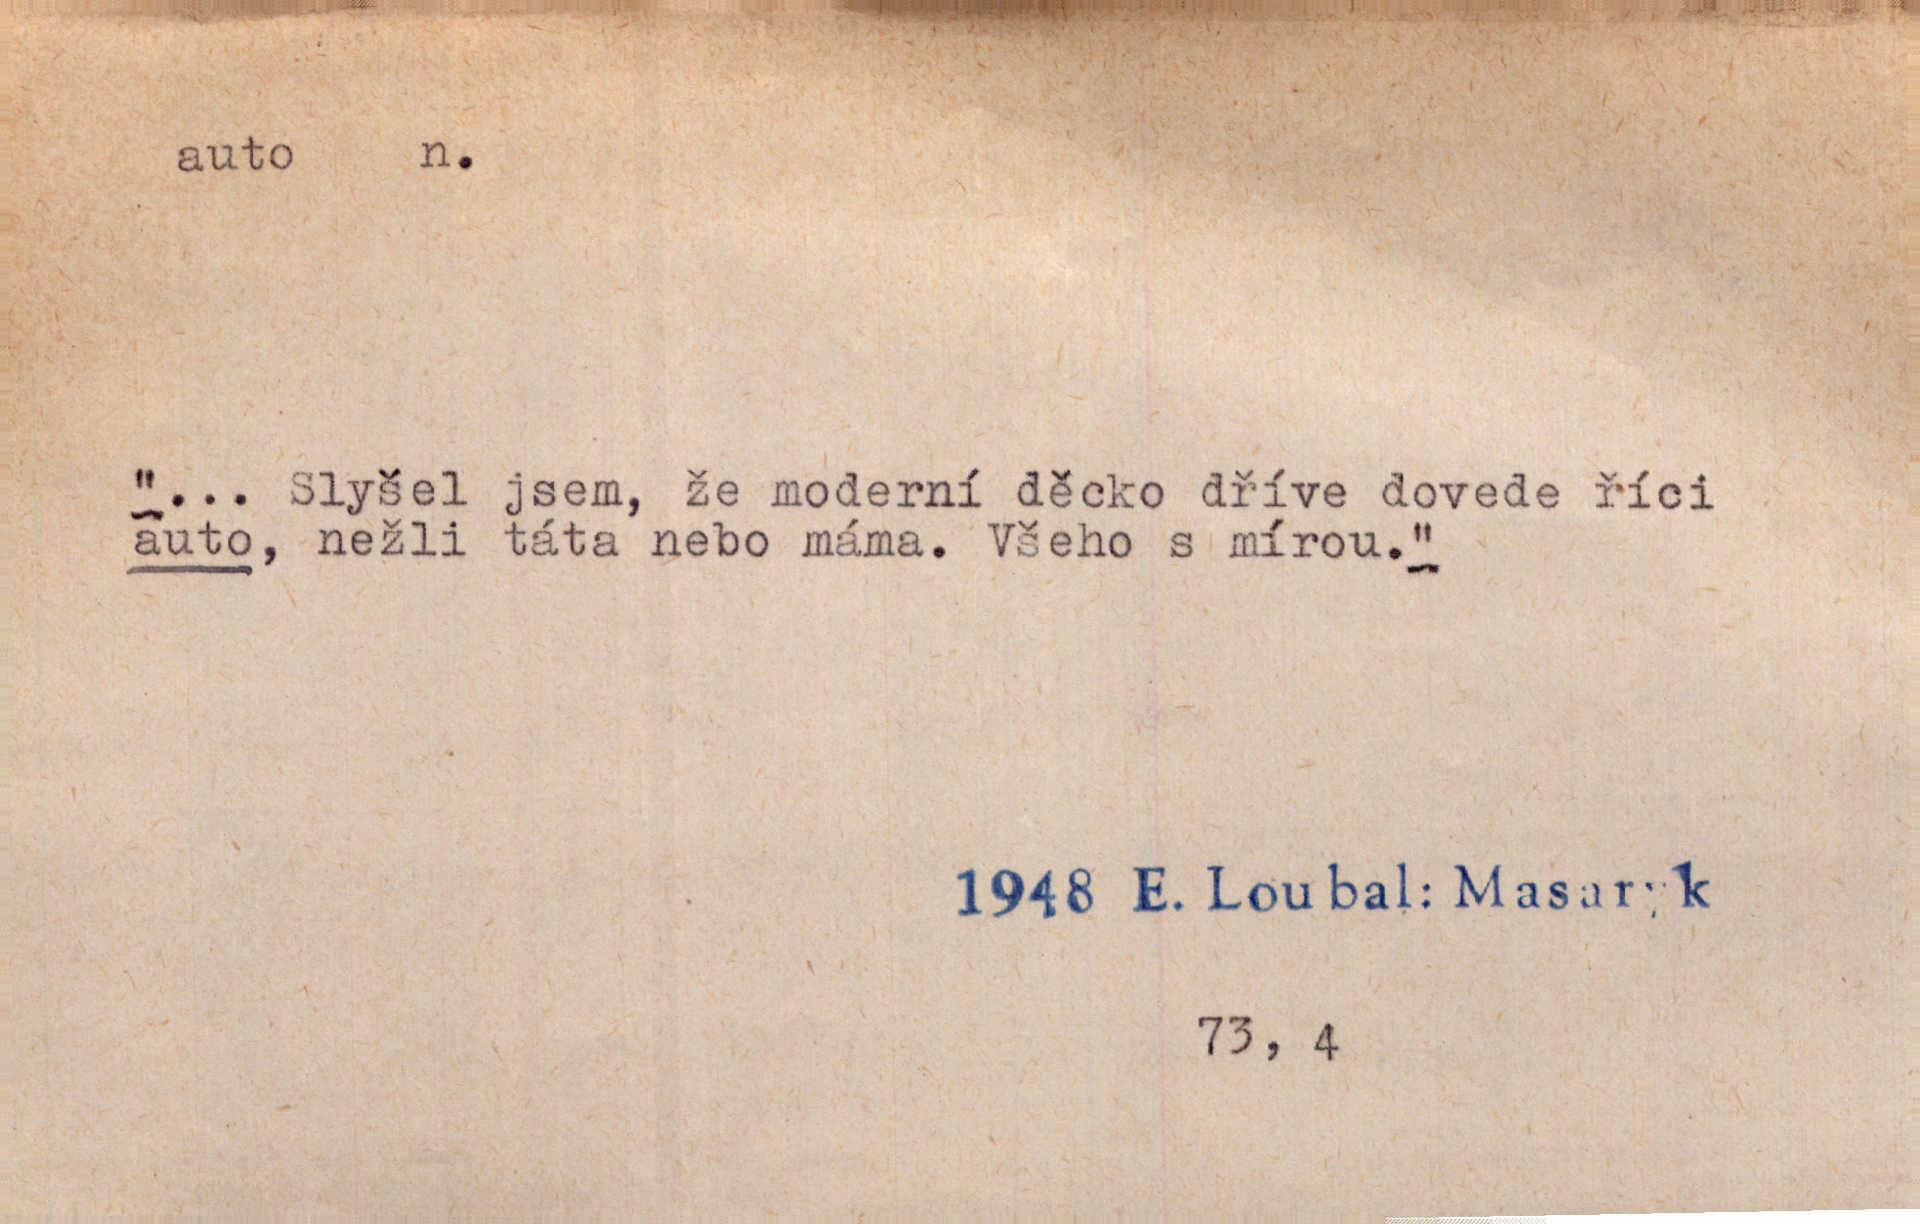 auto n.
"... Slyšel jsem, že moderní děcko dříve dovede říci
auto, nežli táta nebo máma. Všeho s mírou."
1948 E. Loubal: Masaryk
73, 4